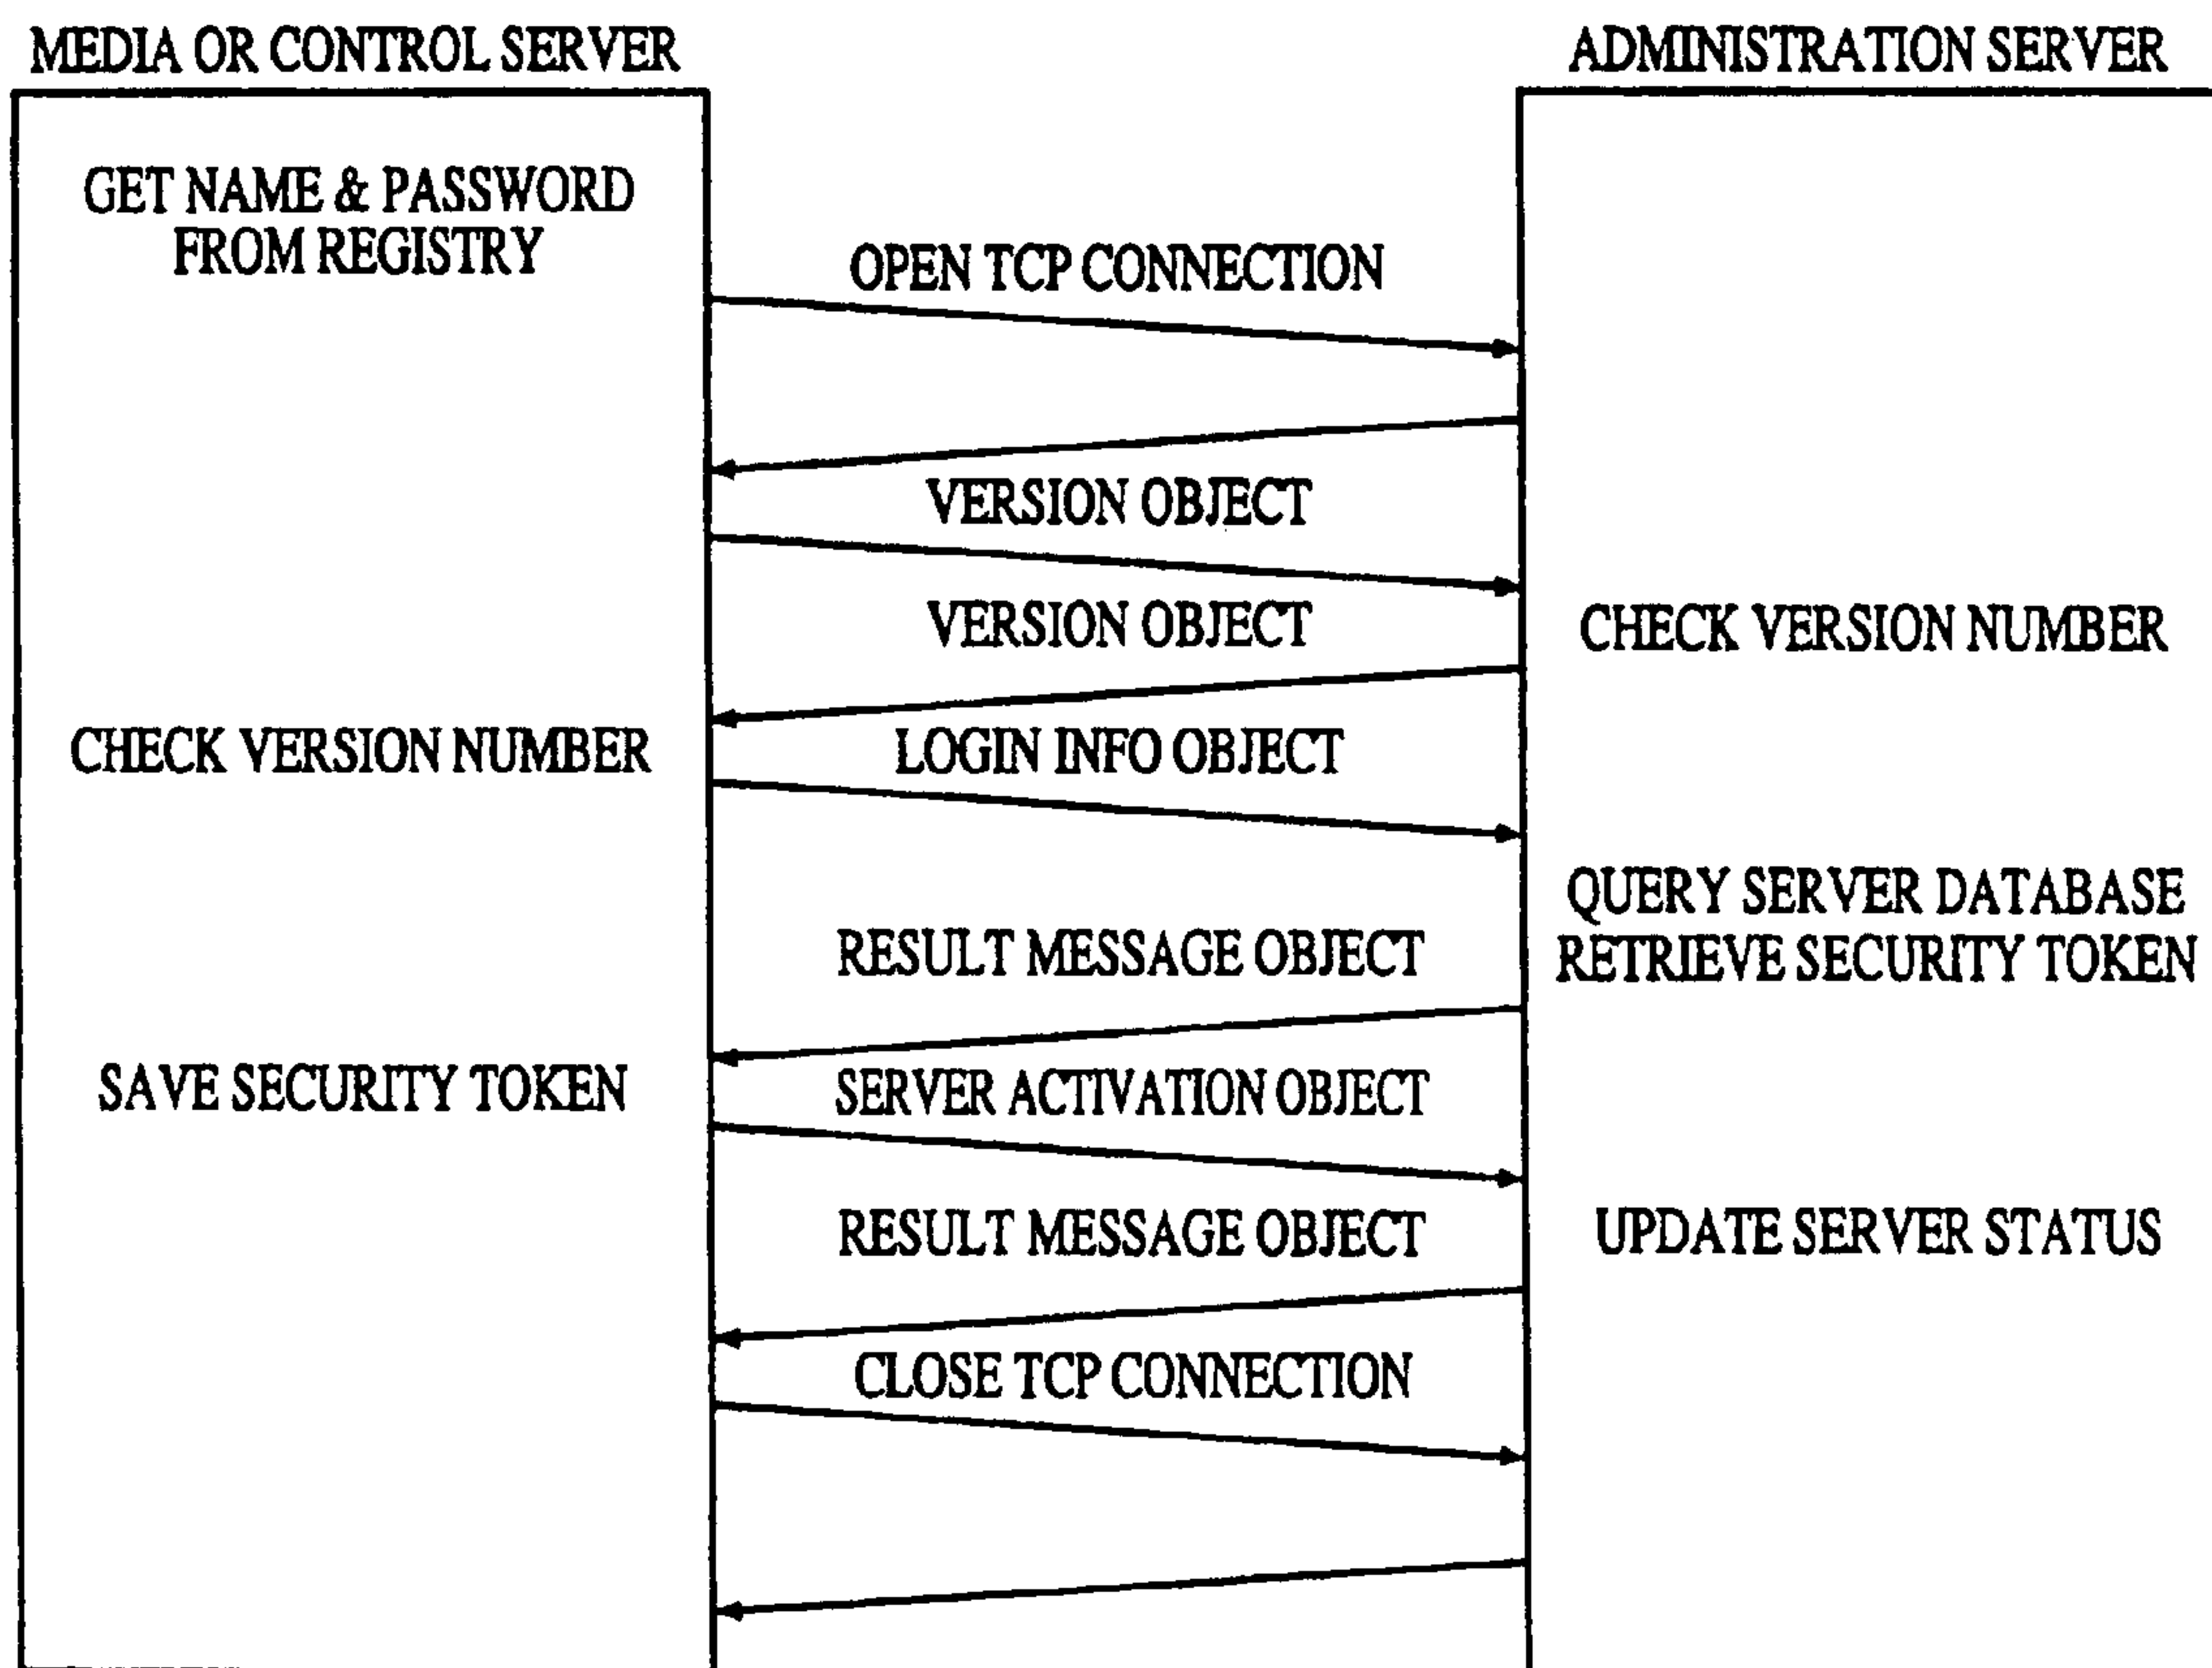 MEDIA OR CONTROL SERVER
ADMINISTRATION SERVER
GET NAME & PASSWORD
FROM REGISTRY
OPEN TCP CONNECTION
VERSION OBJECT
VERSION OBJECT
CHECK VERSION NUMBER
CHECK VERSION NUMBER
LOGIN INFO OBJECT
QUERY SERVER DATABASE
RETRIEVE SECURITY TOKEN
RESULT MESSAGE OBJECT
SAVE SECURITY TOKEN
SERVER ACTIVATION OBJECT
RESULT MESSAGE OBJECT
UPDATE SERVER STATUS
CLOSE TCP CONNECTION